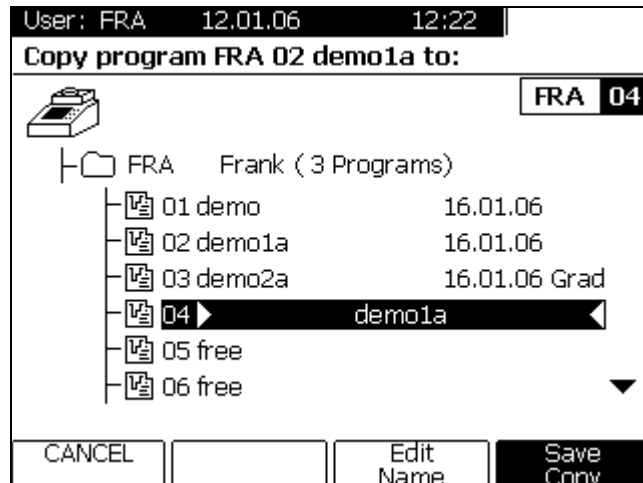 User: FRA 12.01.06 12:22
Copy program FRA 02 demo1a to:
FRA 04
FRA Frank ( 3 Programs)
01 demo 16.01.06
02 demo1a 16.01.06
03 demo2a 16.01.06 Grad
04 demo1a
05 free
06 free
CANCEL Edit Name Save Copy